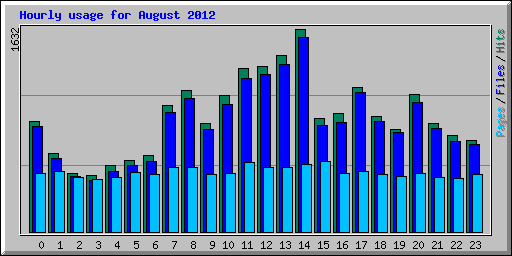 Hourly usage for August 2012
1632
Pages/Files/Hits
0 1 2 3 4 5 6 7 8 9 10 11 12 13 14 15 16 17 18 19 20 21 22 23